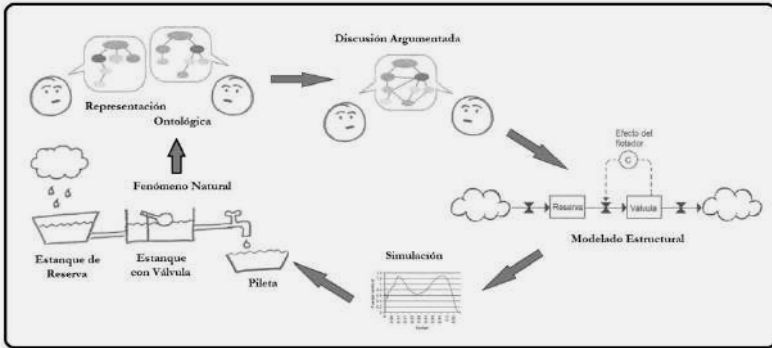 Discusión Argumentada
Representación
Ontológica
Efecto del
flotador
C
Fenómeno Natural
Reserva
Válvula
Modelado Estructural
Estanque de
Reserva
Estanque
con Válvula
Pileta
Simulación